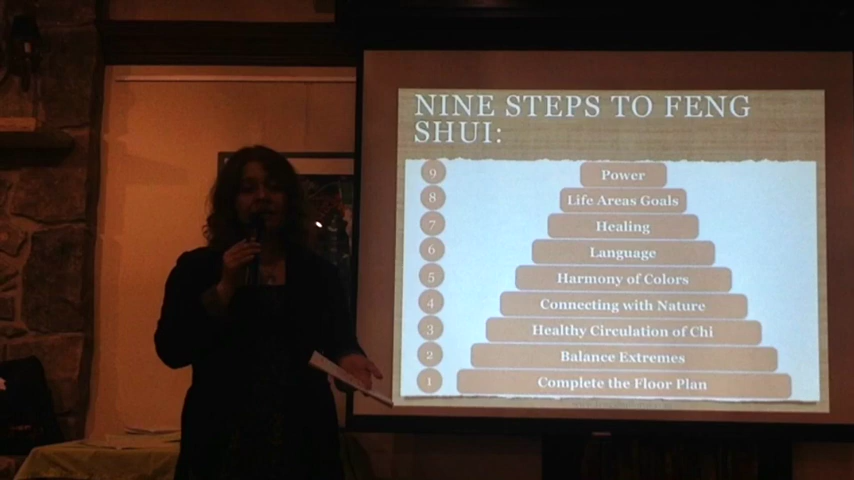 NINE STEPS TO FENG
SHUI:
9 Power
8 Life Areas Goals
7 Healing
6 Language
5 Harmony of Colors
4 Connecting with Nature
3 Healthy Circulation of Chi
2 Balance Extremes
1 Complete the Floor Plan